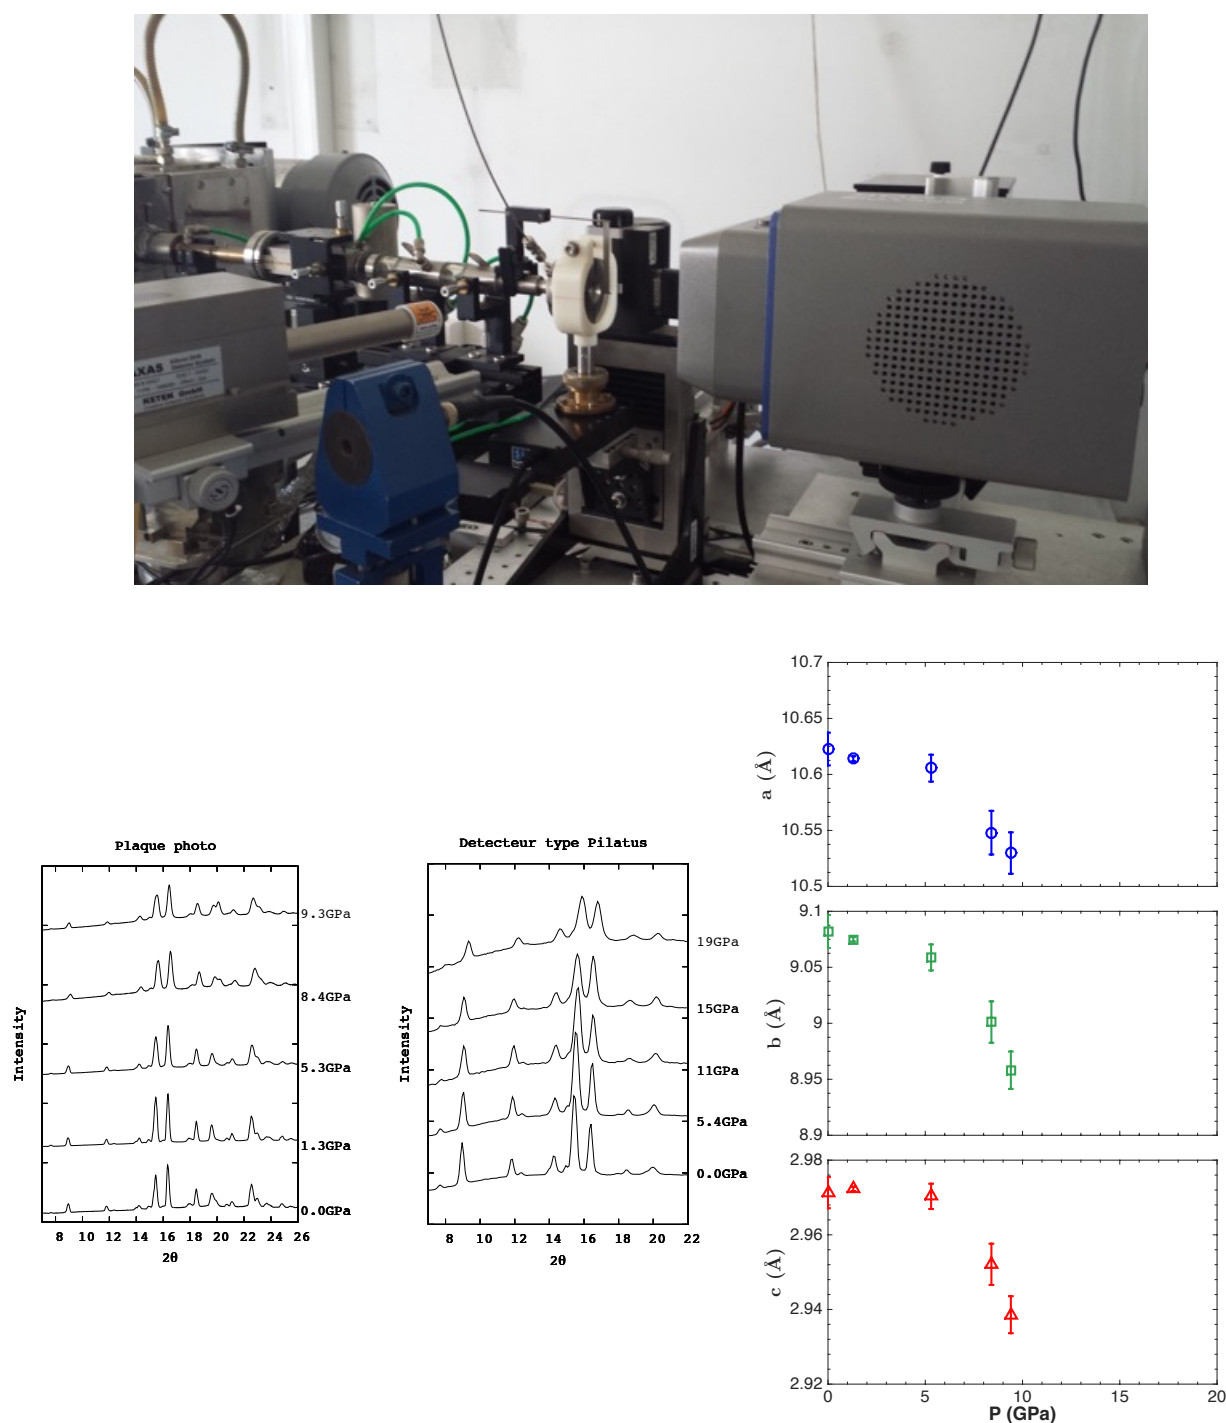 AXAS
KETEK GmbH
Plaque photo
Intensity
9.3GPa
8.4GPa
5.3GPa
1.3GPa
0.0GPa
8 10 12 14 16 18 20 22 24 26
2θ
Detecteur type Pilatus
Intensity
19GPa
15GPa
11GPa
5.4GPa
0.0GPa
8 10 12 14 16 18 20 22
2θ
a (Å)
10.7
10.65
10.6
10.55
10.5
b (Å)
9.1
9.05
9
8.95
8.9
c (Å)
2.98
2.96
2.94
2.92
0 5 10 15 20
P (GPa)